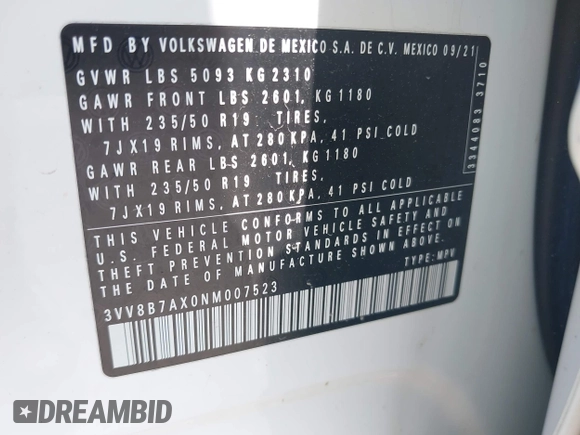 MFD BY VOLKSWAGEN DE MEXICO S.A. DE C.V. MEXICO 09/21
GVWR LBS 5093 KG 2310
GAWR FRONT LBS 2601, KG 1180
WITH 235/50 R19 TIRES,
7JX19 RIMS, AT 280 KPA, 41 PSI COLD
GAWR REAR LBS 2601, KG 1180
WITH 235/50 R19 TIRES,
7JX19 RIMS, AT 280 KPA, 41 PSI COLD
THIS VEHICLE CONFORMS TO ALL APPLICABLE
U.S. FEDERAL MOTOR VEHICLE SAFETY AND
THEFT PREVENTION STANDARDS IN EFFECT ON
DATE OF MANUFACTURE SHOWN ABOVE.
TYPE: MPV
3VV8B7AX0NM007523
3344083 3710
DREAMBID